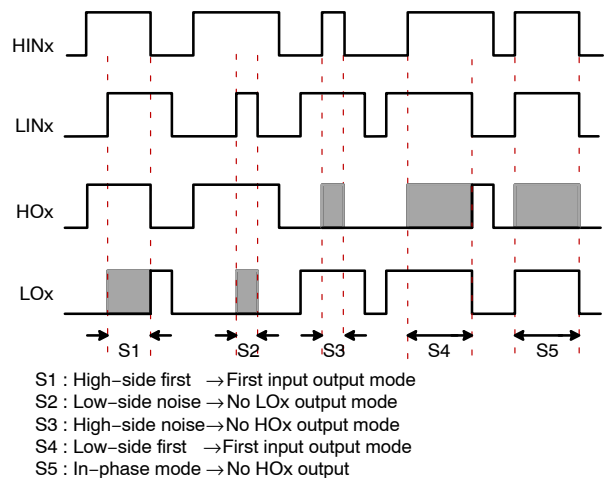 HINx
LINx
HOx
LOx
S1 S2 S3 S4 S5
S1 : High−side first →First input output mode
S2 : Low−side noise→No LOx output mode
S3 : High−side noise→No HOx output mode
S4 : Low−side first →First input output mode
S5 : In−phase mode→No HOx output